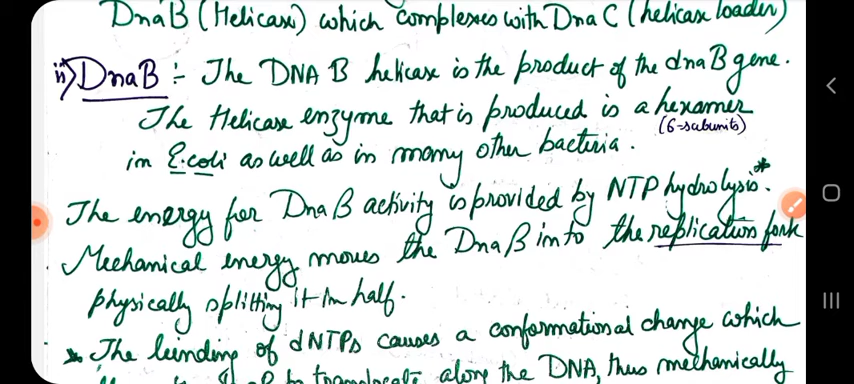 DnaB (Helicase) which complexes with DnaC (helicase loader)
ii) DnaB :- The DNA B helicase is the product of the dnaB gene.
The Helicase enzyme that is produced is a hexamer
(6-subunits)
in E.coli as well as in many other bacteria.
The energy for DnaB activity is provided by NTP hydrolysis*.
Mechanical energy moves the DnaB into the replication fork
physically splitting it in half.
* The binding of dNTPs causes a conformational change which
to translocate along the DNA, thus mechanically